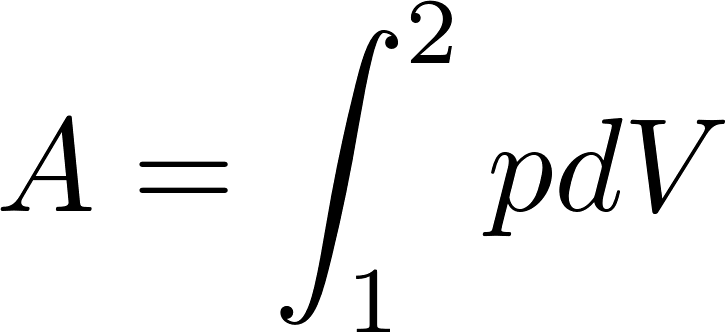 A = ∫₁² pdV